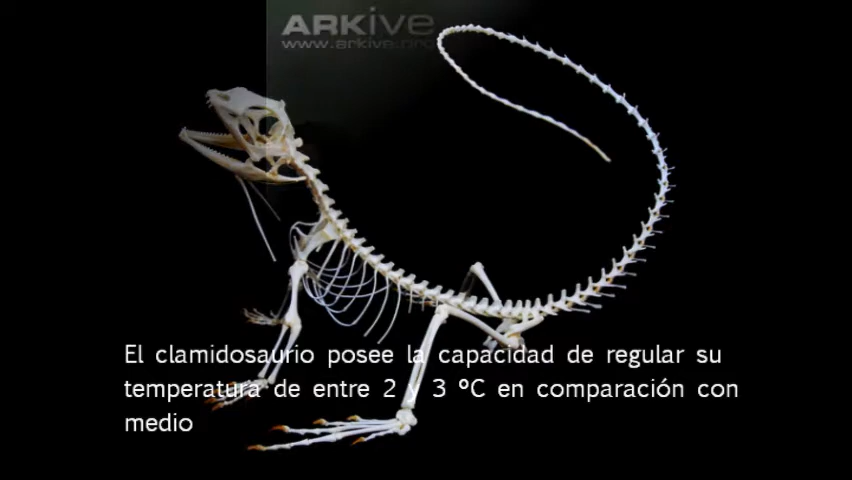 ARKive
www.arkive.org
El clamidosaurio posee la capacidad de regular su
temperatura de entre 2 y 3 ºC en comparación con
medio